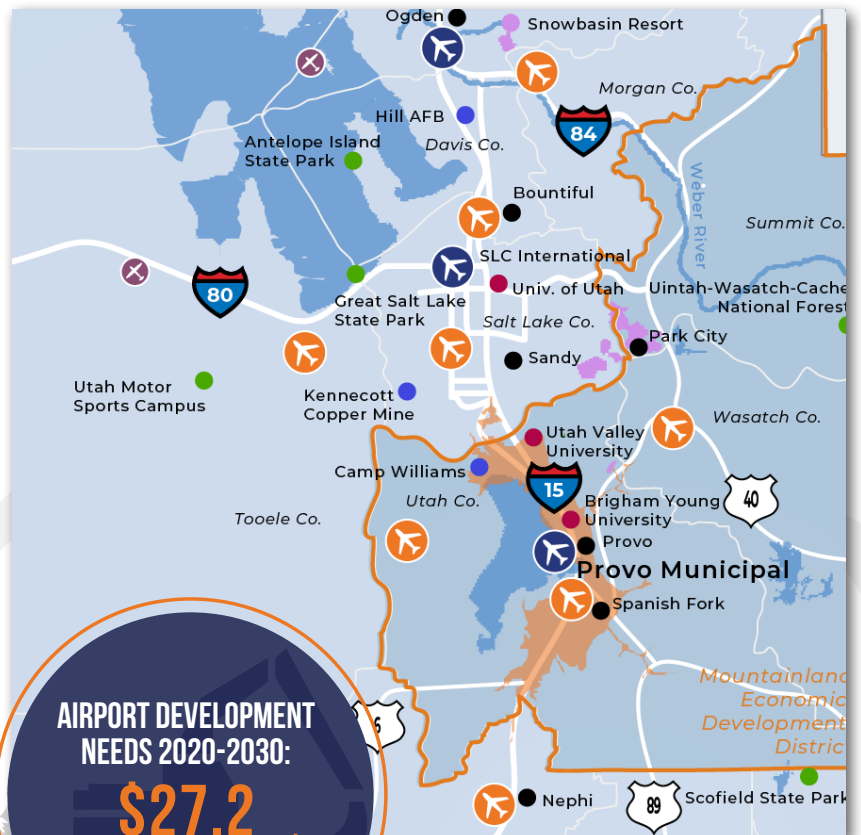 Ogden
Snowbasin Resort
Morgan Co.
Hill AFB
84
Antelope Island
State Park
Davis Co.
Weber River
Bountiful
Summit Co.
SLC International
80
Univ. of Utah
Uintah-Wasatch-Cache
National Forest
Great Salt Lake
State Park
Salt Lake Co.
Park City
Sandy
Utah Motor
Sports Campus
Kennecott
Copper Mine
Wasatch Co.
Utah Valley
University
Camp Williams
15
40
Utah Co.
Brigham Young
University
Tooele Co.
Provo
Provo Municipal
Spanish Fork
Mountainland
Economic
Development
Distric
6
AIRPORT DEVELOPMENT
NEEDS 2020-2030:
$27.2
Nephi
89
Scofield State Park